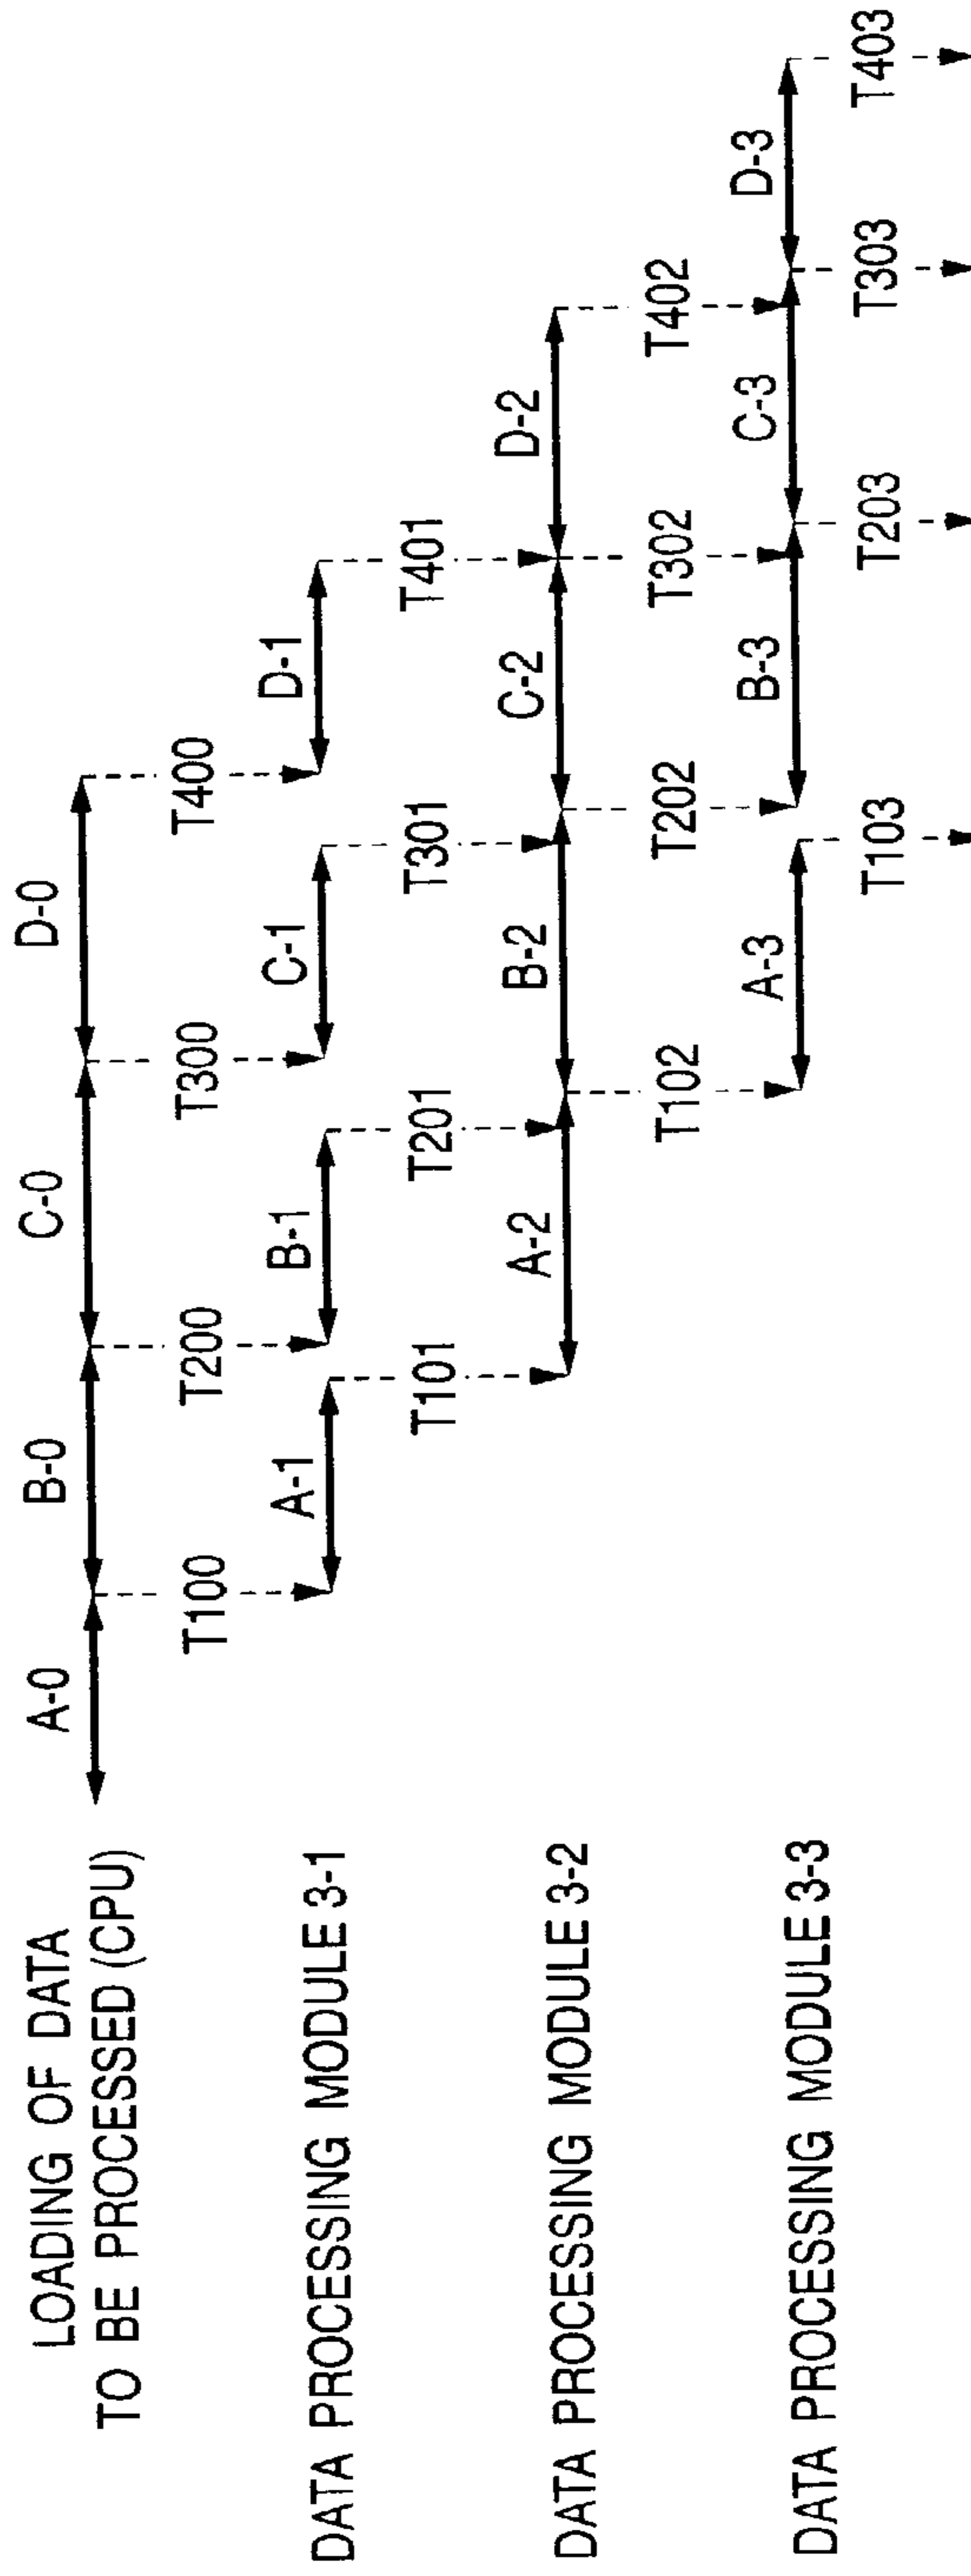 LOADING OF DATA
TO BE PROCESSED (CPU)
A-0
B-0
C-0
D-0
T100
T200
T300
T400
DATA PROCESSING MODULE 3-1
A-1
B-1
C-1
D-1
T101
T201
T301
T401
DATA PROCESSING MODULE 3-2
A-2
B-2
C-2
D-2
T102
T202
T302
T402
DATA PROCESSING MODULE 3-3
A-3
B-3
C-3
D-3
T103
T203
T303
T403